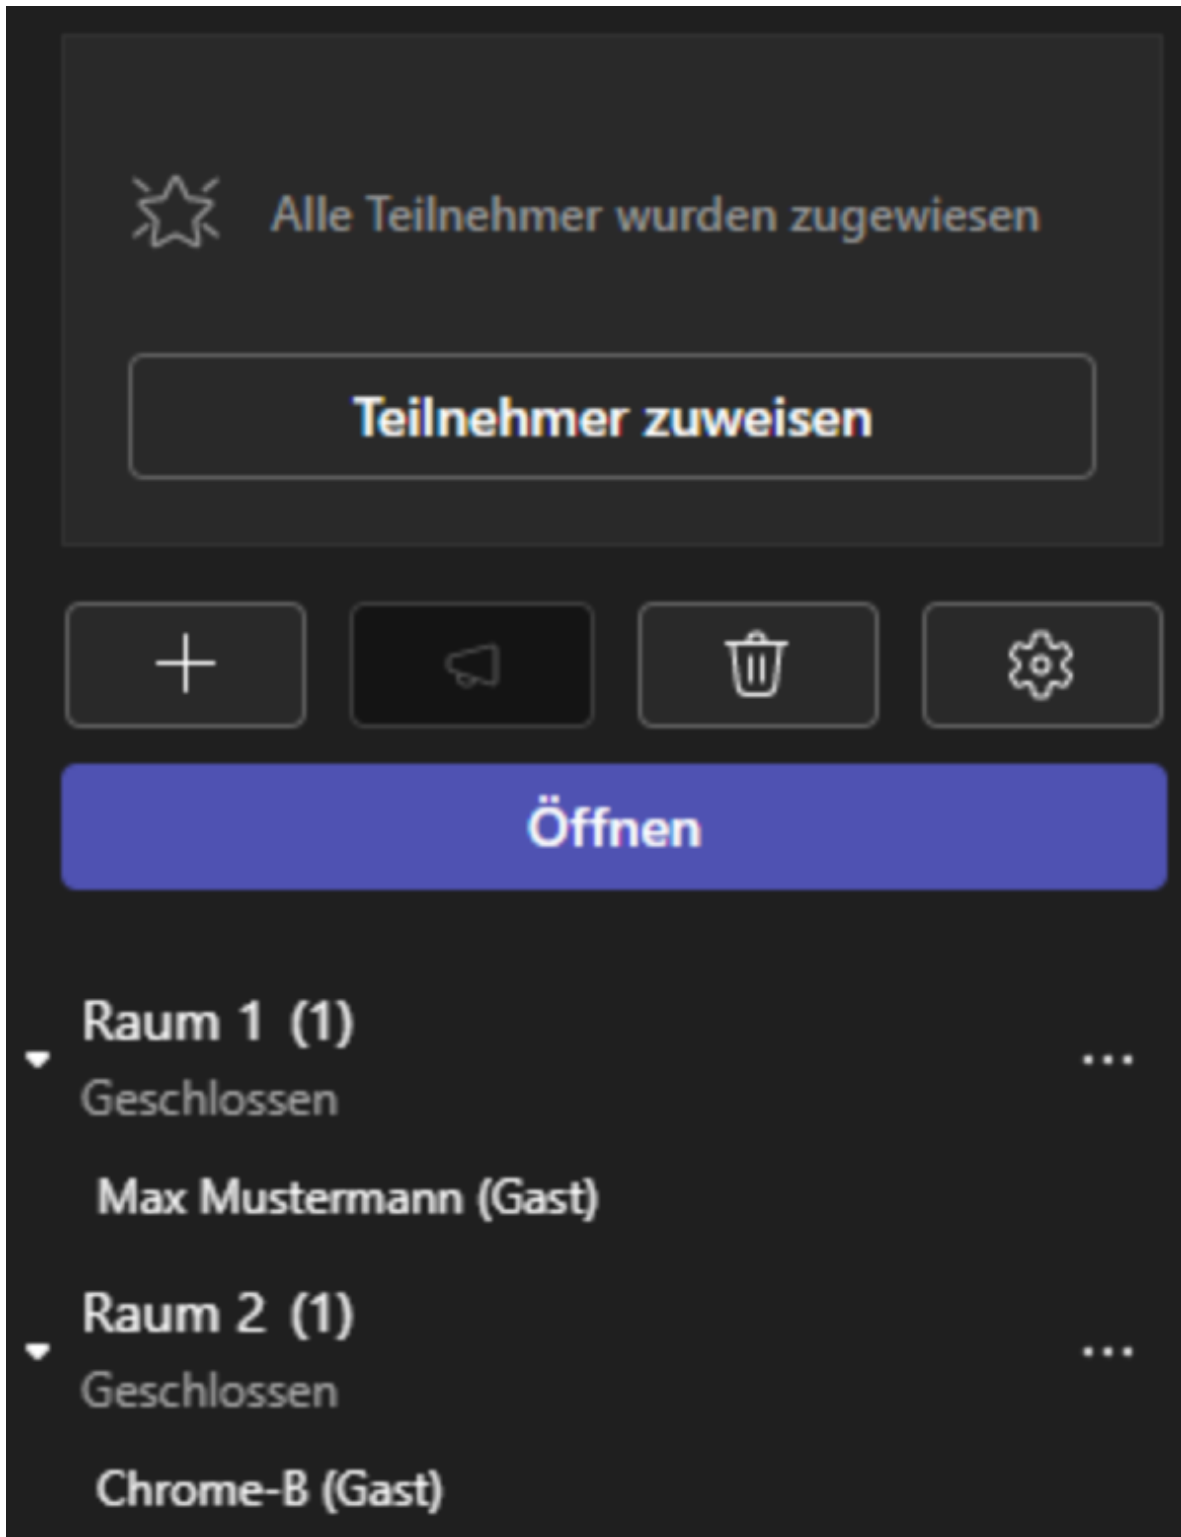 Alle Teilnehmer wurden zugewiesen
Teilnehmer zuweisen
Öffnen
Raum 1 (1)
Geschlossen
Max Mustermann (Gast)
Raum 2 (1)
Geschlossen
Chrome-B (Gast)